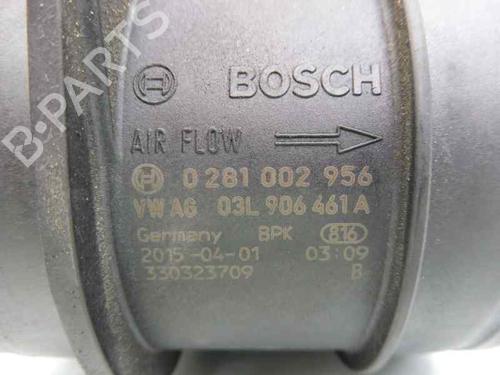 BOSCH
AIR FLOW
0 281 002 956
VW AG 03L 906 461 A
Germany BPK 816
2015-04-01 03:09
330323709 B
B-PARTS